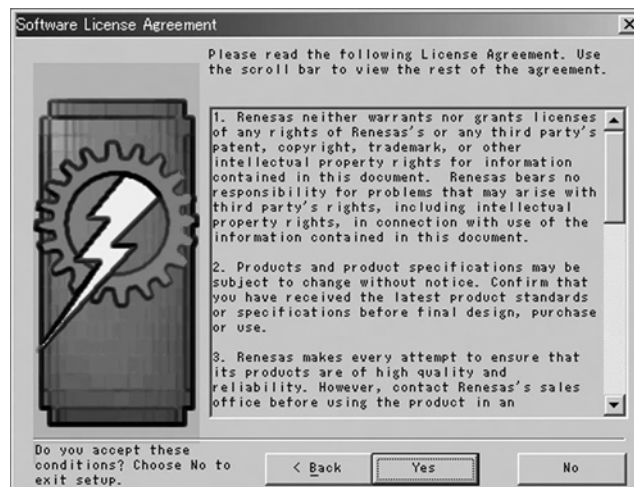 Software License Agreement
Please read the following License Agreement. Use
the scroll bar to view the rest of the agreement.
1. Renesas neither warrants nor grants licenses
of any rights of Renesas's or any third party's
patent, copyright, trademark, or other
intellectual property rights for information
contained in this document.  Renesas bears no
responsibility for problems that may arise with
third party's rights, including intellectual
property rights, in connection with use of the
information contained in this document.
2. Products and product specifications may be
subject to change without notice. Confirm that
you have received the latest product standards
or specifications before final design, purchase
or use.
3. Renesas makes every attempt to ensure that
its products are of high quality and
reliability. However, contact Renesas's sales
office before using the product in an
Do you accept these
conditions? Choose No to
exit setup.
< Back
Yes
No